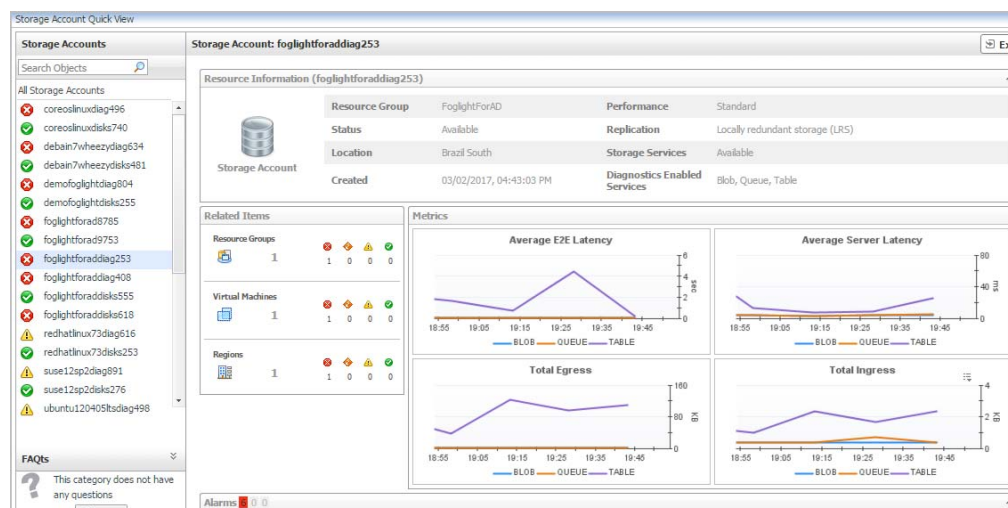 Storage Account Quick View
Storage Accounts
Search Objects
All Storage Accounts
coreoslinuxdiag496
coreoslinuxdisks740
debain7wheezydiag634
debain7wheezydisks481
demofoglightdiag804
demofoglightdisks255
foglightforad8785
foglightforad9753
foglightforaddiag253
foglightforaddiag408
foglightforaddisks555
foglightforaddisks618
redhatlinux73diag616
redhatlinux73disks253
suse12sp2diag891
suse12sp2disks276
ubuntu120405ltsdiag498
FAQts
This category does not have
any questions
Storage Account: foglightforaddiag253
Ex
Resource Information (foglightforaddiag253)
Storage Account
Resource Group FoglightForAD Performance Standard
Status Available Replication Locally redundant storage (LRS)
Location Brazil South Storage Services Available
Created 03/02/2017, 04:43:03 PM Diagnostics Enabled Services Blob, Queue, Table
Related Items
Resource Groups
1 1 0 0 0
Virtual Machines
1 1 0 0 0
Regions
1 1 0 0 0
Metrics
Average E2E Latency
6
4
2
0
sec
18:55 19:05 19:15 19:25 19:35 19:45
BLOB QUEUE TABLE
Average Server Latency
80
40
0
ms
18:55 19:05 19:15 19:25 19:35 19:45
BLOB QUEUE TABLE
Total Egress
160
80
0
KB
18:55 19:05 19:15 19:25 19:35 19:45
BLOB QUEUE TABLE
Total Ingress
4
2
0
KB
18:55 19:05 19:15 19:25 19:35 19:45
BLOB QUEUE TABLE
Alarms 6 0 0